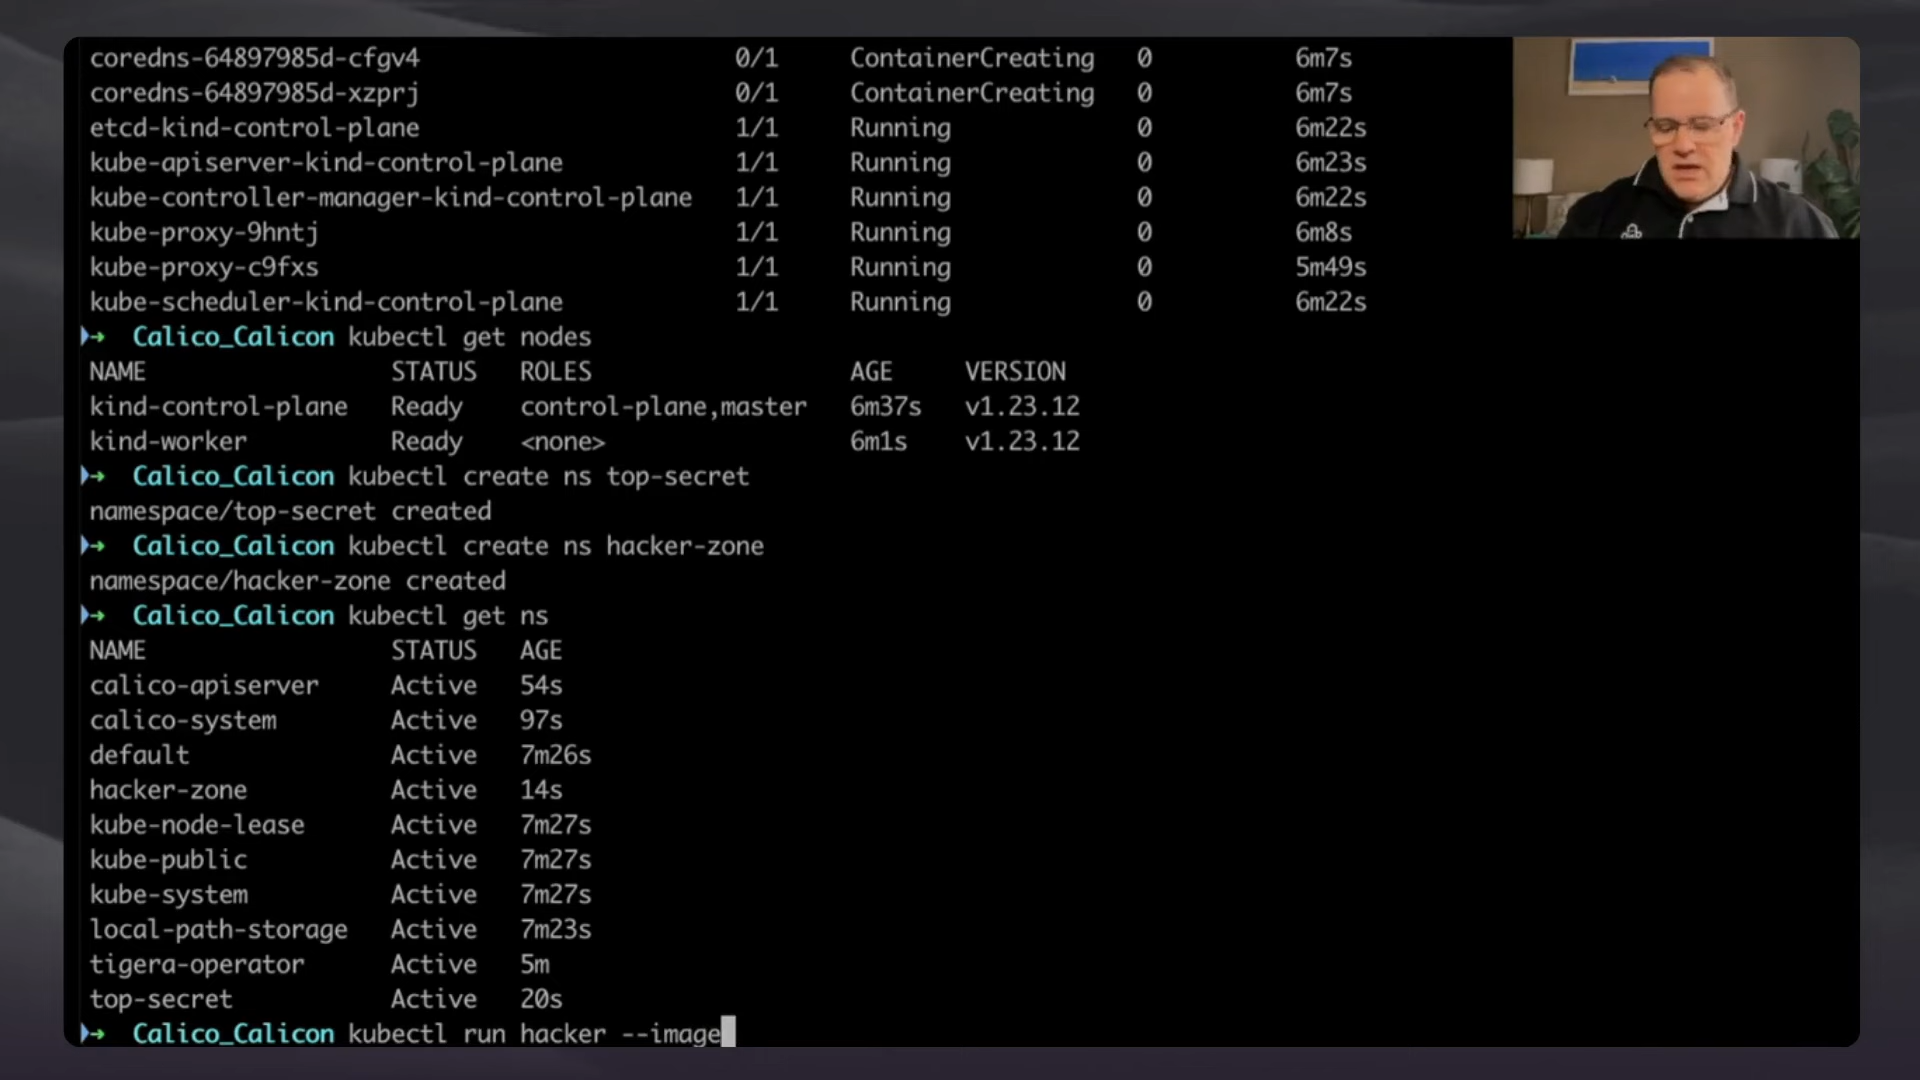 coredns-64897985d-cfgv4 0/1 ContainerCreating 0 6m7s
coredns-64897985d-xzprj 0/1 ContainerCreating 0 6m7s
etcd-kind-control-plane 1/1 Running 0 6m22s
kube-apiserver-kind-control-plane 1/1 Running 0 6m23s
kube-controller-manager-kind-control-plane 1/1 Running 0 6m22s
kube-proxy-9hntj 1/1 Running 0 6m8s
kube-proxy-c9fxs 1/1 Running 0 5m49s
kube-scheduler-kind-control-plane 1/1 Running 0 6m22s
➜ Calico_Calicon kubectl get nodes
NAME STATUS ROLES AGE VERSION
kind-control-plane Ready control-plane,master 6m37s v1.23.12
kind-worker Ready <none> 6m1s v1.23.12
➜ Calico_Calicon kubectl create ns top-secret
namespace/top-secret created
➜ Calico_Calicon kubectl create ns hacker-zone
namespace/hacker-zone created
➜ Calico_Calicon kubectl get ns
NAME STATUS AGE
calico-apiserver Active 54s
calico-system Active 97s
default Active 7m26s
hacker-zone Active 14s
kube-node-lease Active 7m27s
kube-public Active 7m27s
kube-system Active 7m27s
local-path-storage Active 7m23s
tigera-operator Active 5m
top-secret Active 20s
➜ Calico_Calicon kubectl run hacker --image